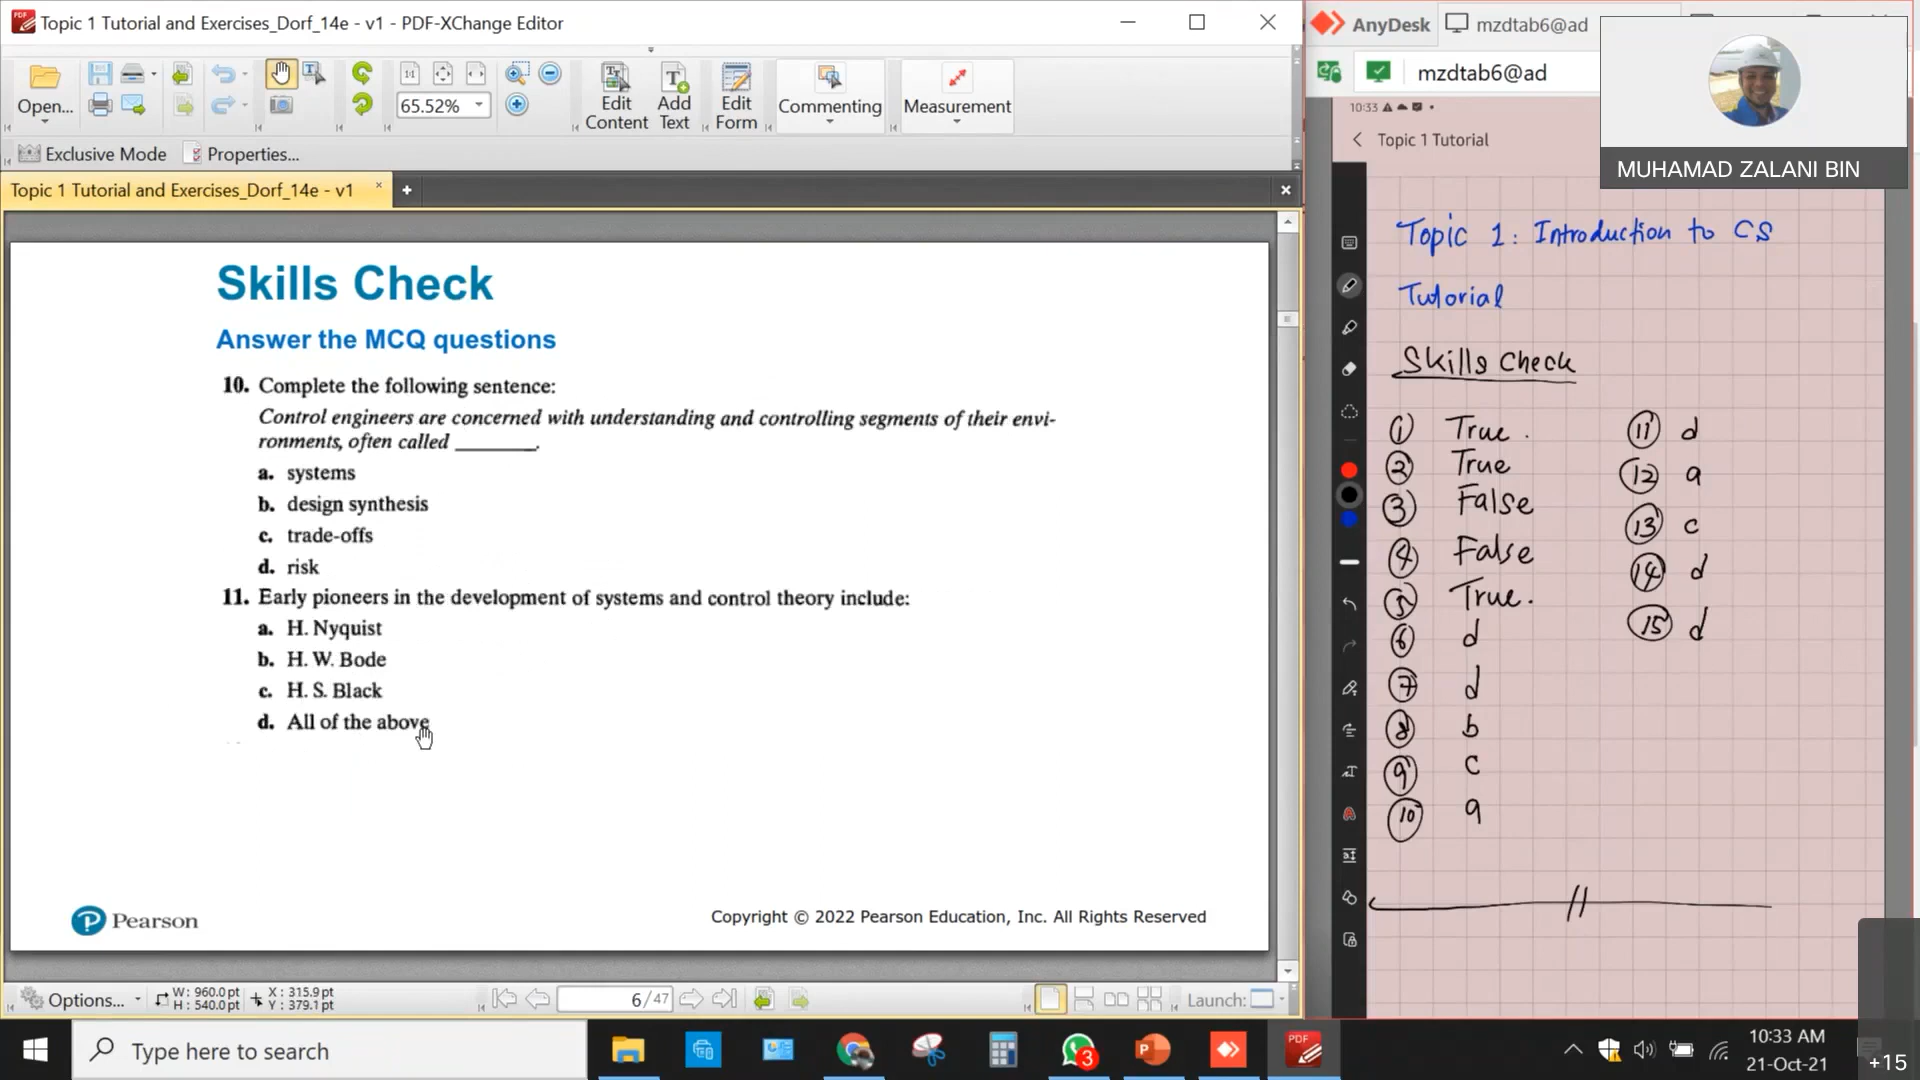 Topic 1 Tutorial and Exercises_Dorf_14e - v1 - PDF-XChange Editor
Open...
65.52%
Edit Content
Add Text
Edit Form
Commenting
Measurement
Exclusive Mode
Properties...
Topic 1 Tutorial and Exercises_Dorf_14e - v1
Skills Check
Answer the MCQ questions
10. Complete the following sentence:
Control engineers are concerned with understanding and controlling segments of their envi-
ronments, often called ________.
a. systems
b. design synthesis
c. trade-offs
d. risk
11. Early pioneers in the development of systems and control theory include:
a. H. Nyquist
b. H. W. Bode
c. H. S. Black
d. All of the above
Pearson
Copyright © 2022 Pearson Education, Inc. All Rights Reserved
Options...
W: 960.0 pt
H: 540.0 pt
X: 315.9 pt
Y: 379.1 pt
6 / 47
Launch:
AnyDesk
mzdtab6@ad
mzdtab6@ad
MUHAMAD ZALANI BIN
10:33
Topic 1 Tutorial
Topic 1: Introduction to CS
Tutorial
Skills Check
1 True.
2 True
3 False
4 False
5 True.
6 d
7 d
8 b
9 c
10 a
11 d
12 a
13 c
14 d
15 d
Type here to search
3
PDF
10:33 AM
21-Oct-21
+15